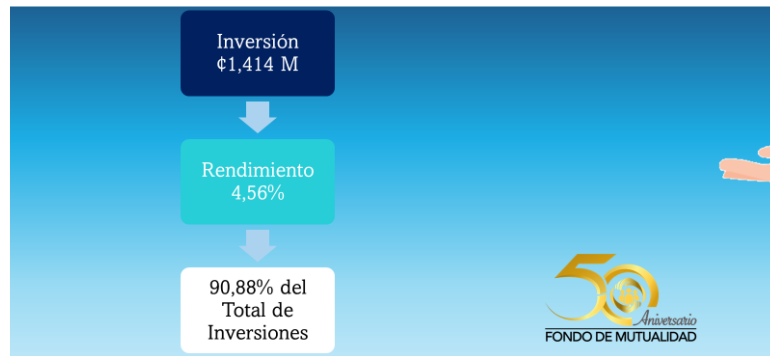 Inversión
¢1,414 M
Rendimiento
4,56%
90,88% del
Total de
Inversiones
50
Aniversario
FONDO DE MUTUALIDAD